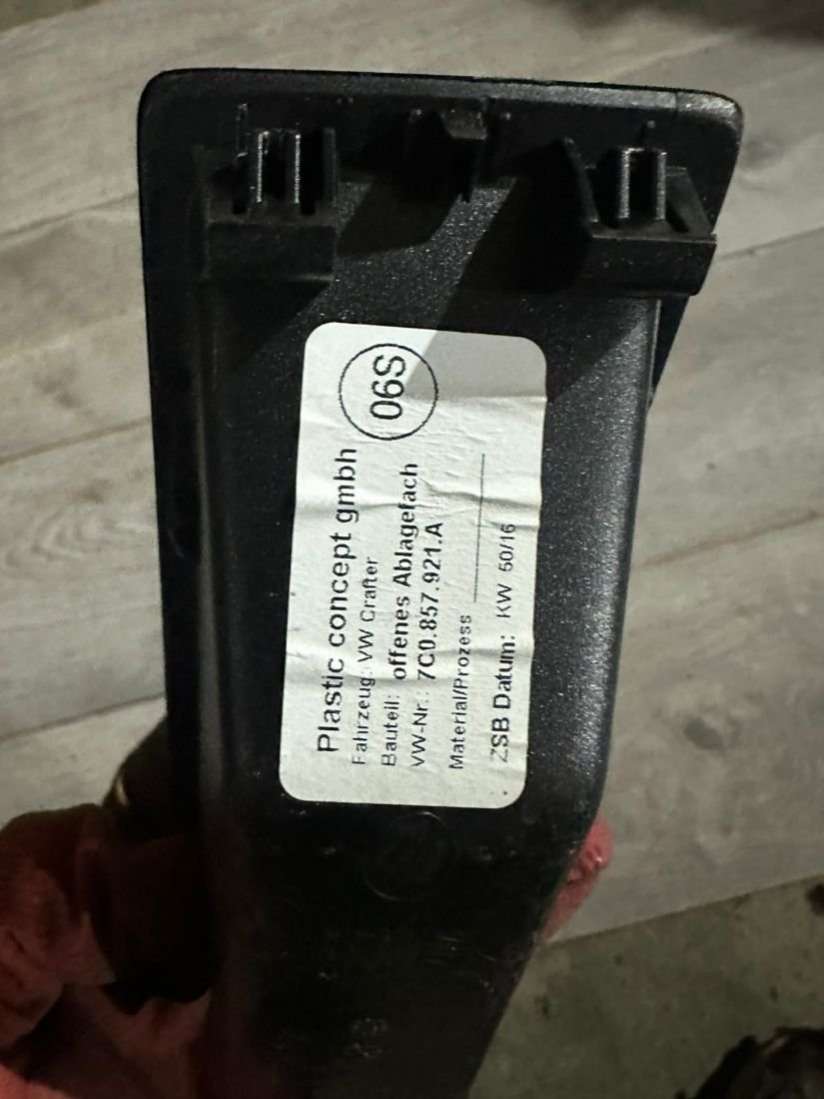 Plastic concept gmbh
06S
Fahrzeug: VW Crafter
Bauteil: offenes Ablagefach
VW-Nr.: 7C0.857.921.A
Material/Prozess
ZSB Datum: KW 50/16